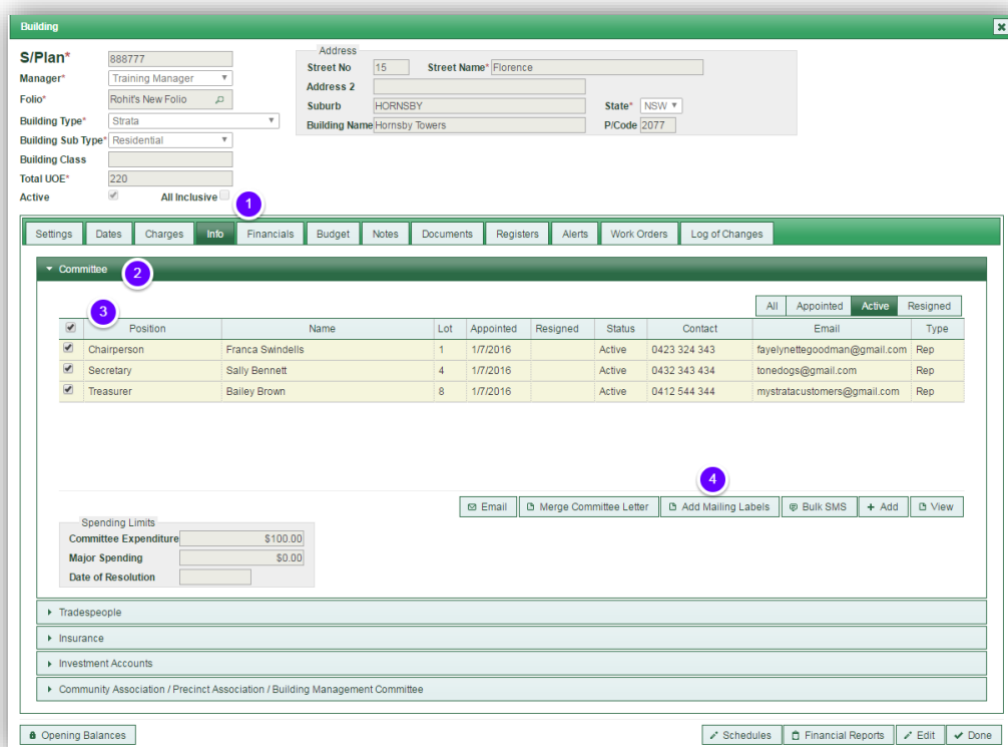 Building
S/Plan* 888777
Manager* Training Manager
Folio* Rohit's New Folio
Building Type* Strata
Building Sub Type* Residential
Building Class
Total UOE* 220
Active All Inclusive
Address
Street No 15 Street Name* Florence
Address 2
Suburb HORNSBY State* NSW
Building Name Hornsby Towers P/Code 2077
1
Settings Dates Charges Info Financials Budget Notes Documents Registers Alerts Work Orders Log of Changes
Committee 2
All Appointed Active Resigned
3
Position Name Lot Appointed Resigned Status Contact Email Type
Chairperson Franca Swindells 1 1/7/2016 Active 0423 324 343 fayelynettegoodman@gmail.com Rep
Secretary Sally Bennett 4 1/7/2016 Active 0432 343 434 tonedogs@gmail.com Rep
Treasurer Bailey Brown 8 1/7/2016 Active 0412 544 344 mystratacustomers@gmail.com Rep
4
Email Merge Committee Letter Add Mailing Labels Bulk SMS Add View
Spending Limits
Committee Expenditure $100.00
Major Spending $0.00
Date of Resolution
Tradespeople
Insurance
Investment Accounts
Community Association / Precinct Association / Building Management Committee
Opening Balances Schedules Financial Reports Edit Done